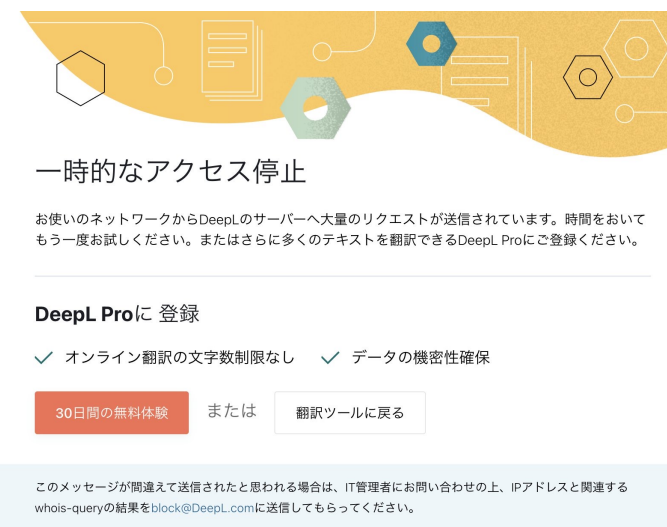 一時的なアクセス停止
お使いのネットワークからDeepLのサーバーへ大量のリクエストが送信されています。時間をおいて
もう一度お試しください。またはさらに多くのテキストを翻訳できるDeepL Proにご登録ください。
DeepL Proに 登録
オンライン翻訳の文字数制限なし データの機密性確保
30日間の無料体験 または 翻訳ツールに戻る
このメッセージが間違えて送信されたと思われる場合は、IT管理者にお問い合わせの上、IPアドレスと関連する
whois-queryの結果をblock@DeepL.comに送信してもらってください。